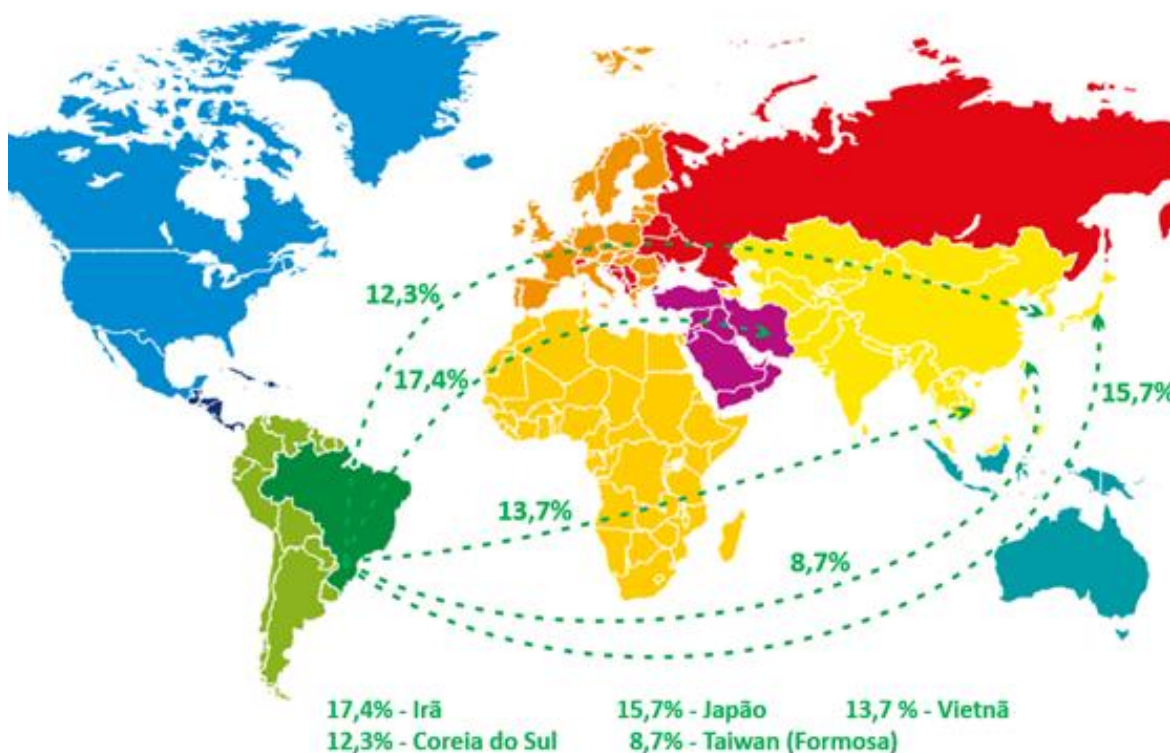 12,3%
17,4%
15,7%
13,7%
8,7%
17,4% - Irã 15,7% - Japão 13,7 % - Vietnã
12,3% - Coreia do Sul 8,7% - Taiwan (Formosa)